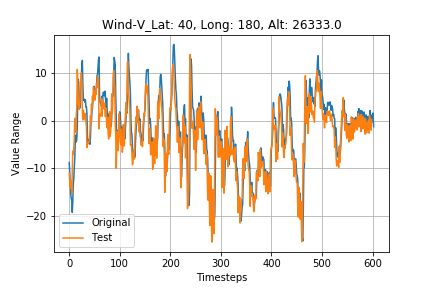 Wind-V_Lat: 40, Long: 180, Alt: 26333.0
Value Range
10
0
−10
−20
Original
Test
0 100 200 300 400 500 600
Timesteps